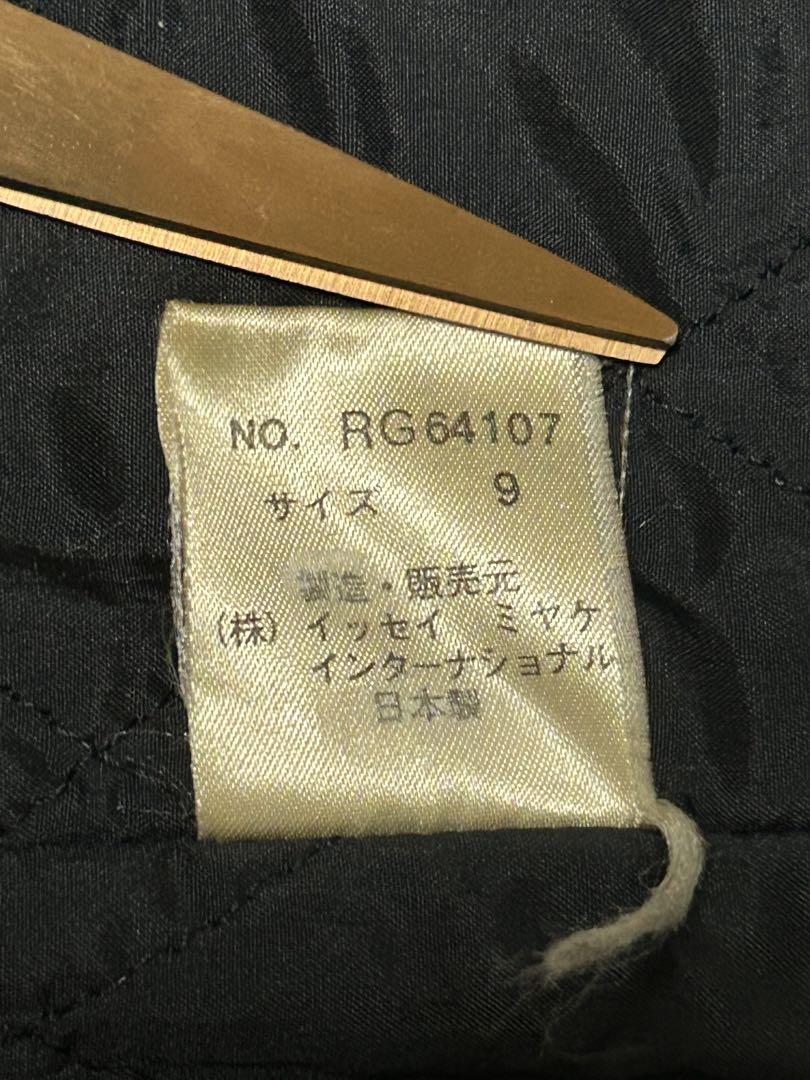 NO. RG64107
サイズ 9
製造・販売元
(株) イッセイ ミヤケ
インターナショナル
日本製